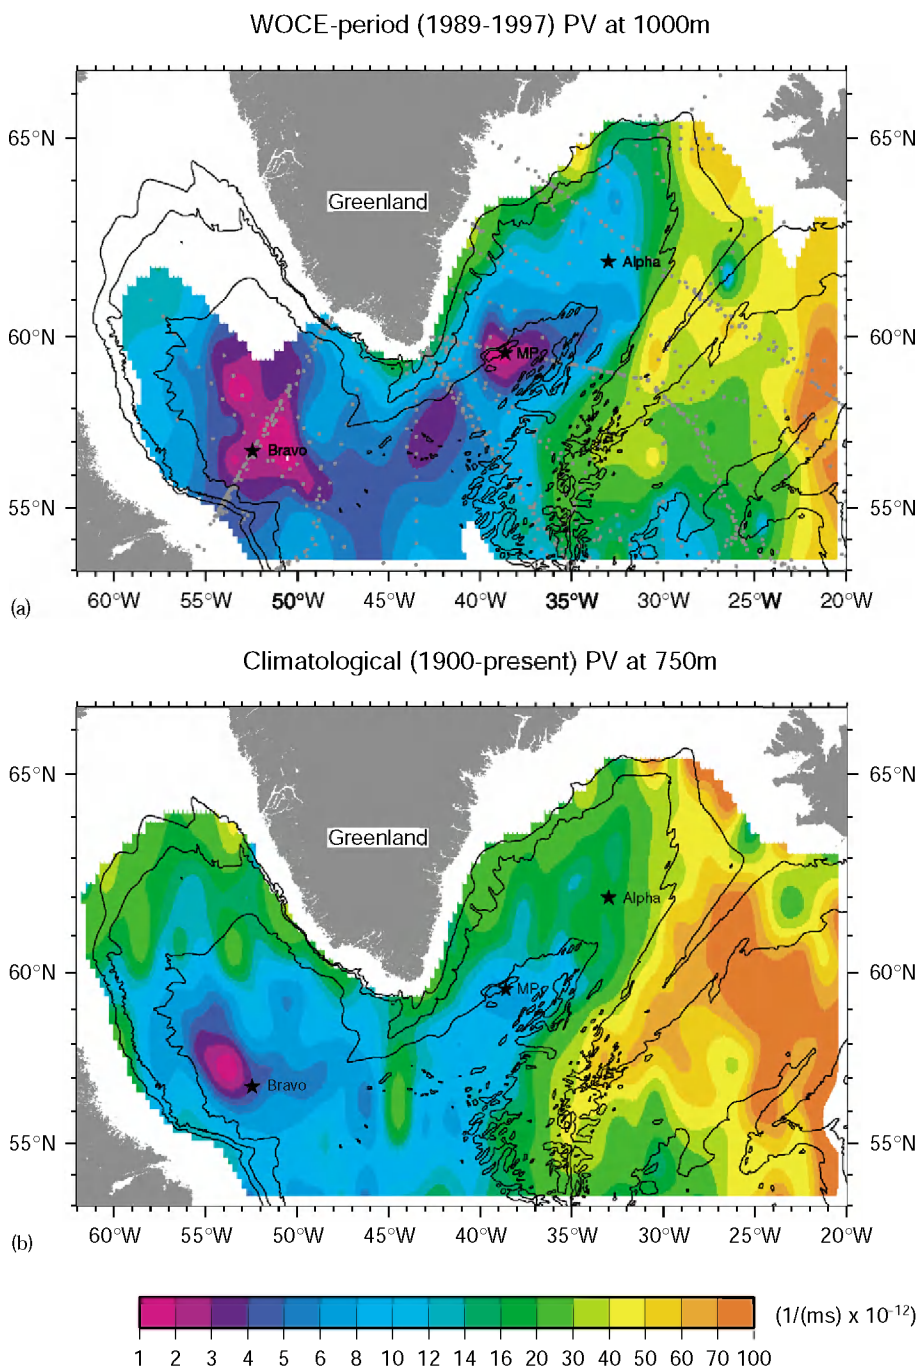 WOCE-period (1989-1997) PV at 1000m
65°N 65°N
Greenland
Alpha
60°N 60°N
MP
Bravo
55°N 55°N
(a) 60°W 55°W 50°W 45°W 40°W 35°W 30°W 25°W 20°W
Climatological (1900-present) PV at 750m
65°N 65°N
Greenland
Alpha
60°N 60°N
MP
Bravo
55°N 55°N
(b) 60°W 55°W 50°W 45°W 40°W 35°W 30°W 25°W 20°W
(1/(ms) x 10⁻¹²)
1 2 3 4 6 8 10 12 14 16 20 30 40 50 60 70 100